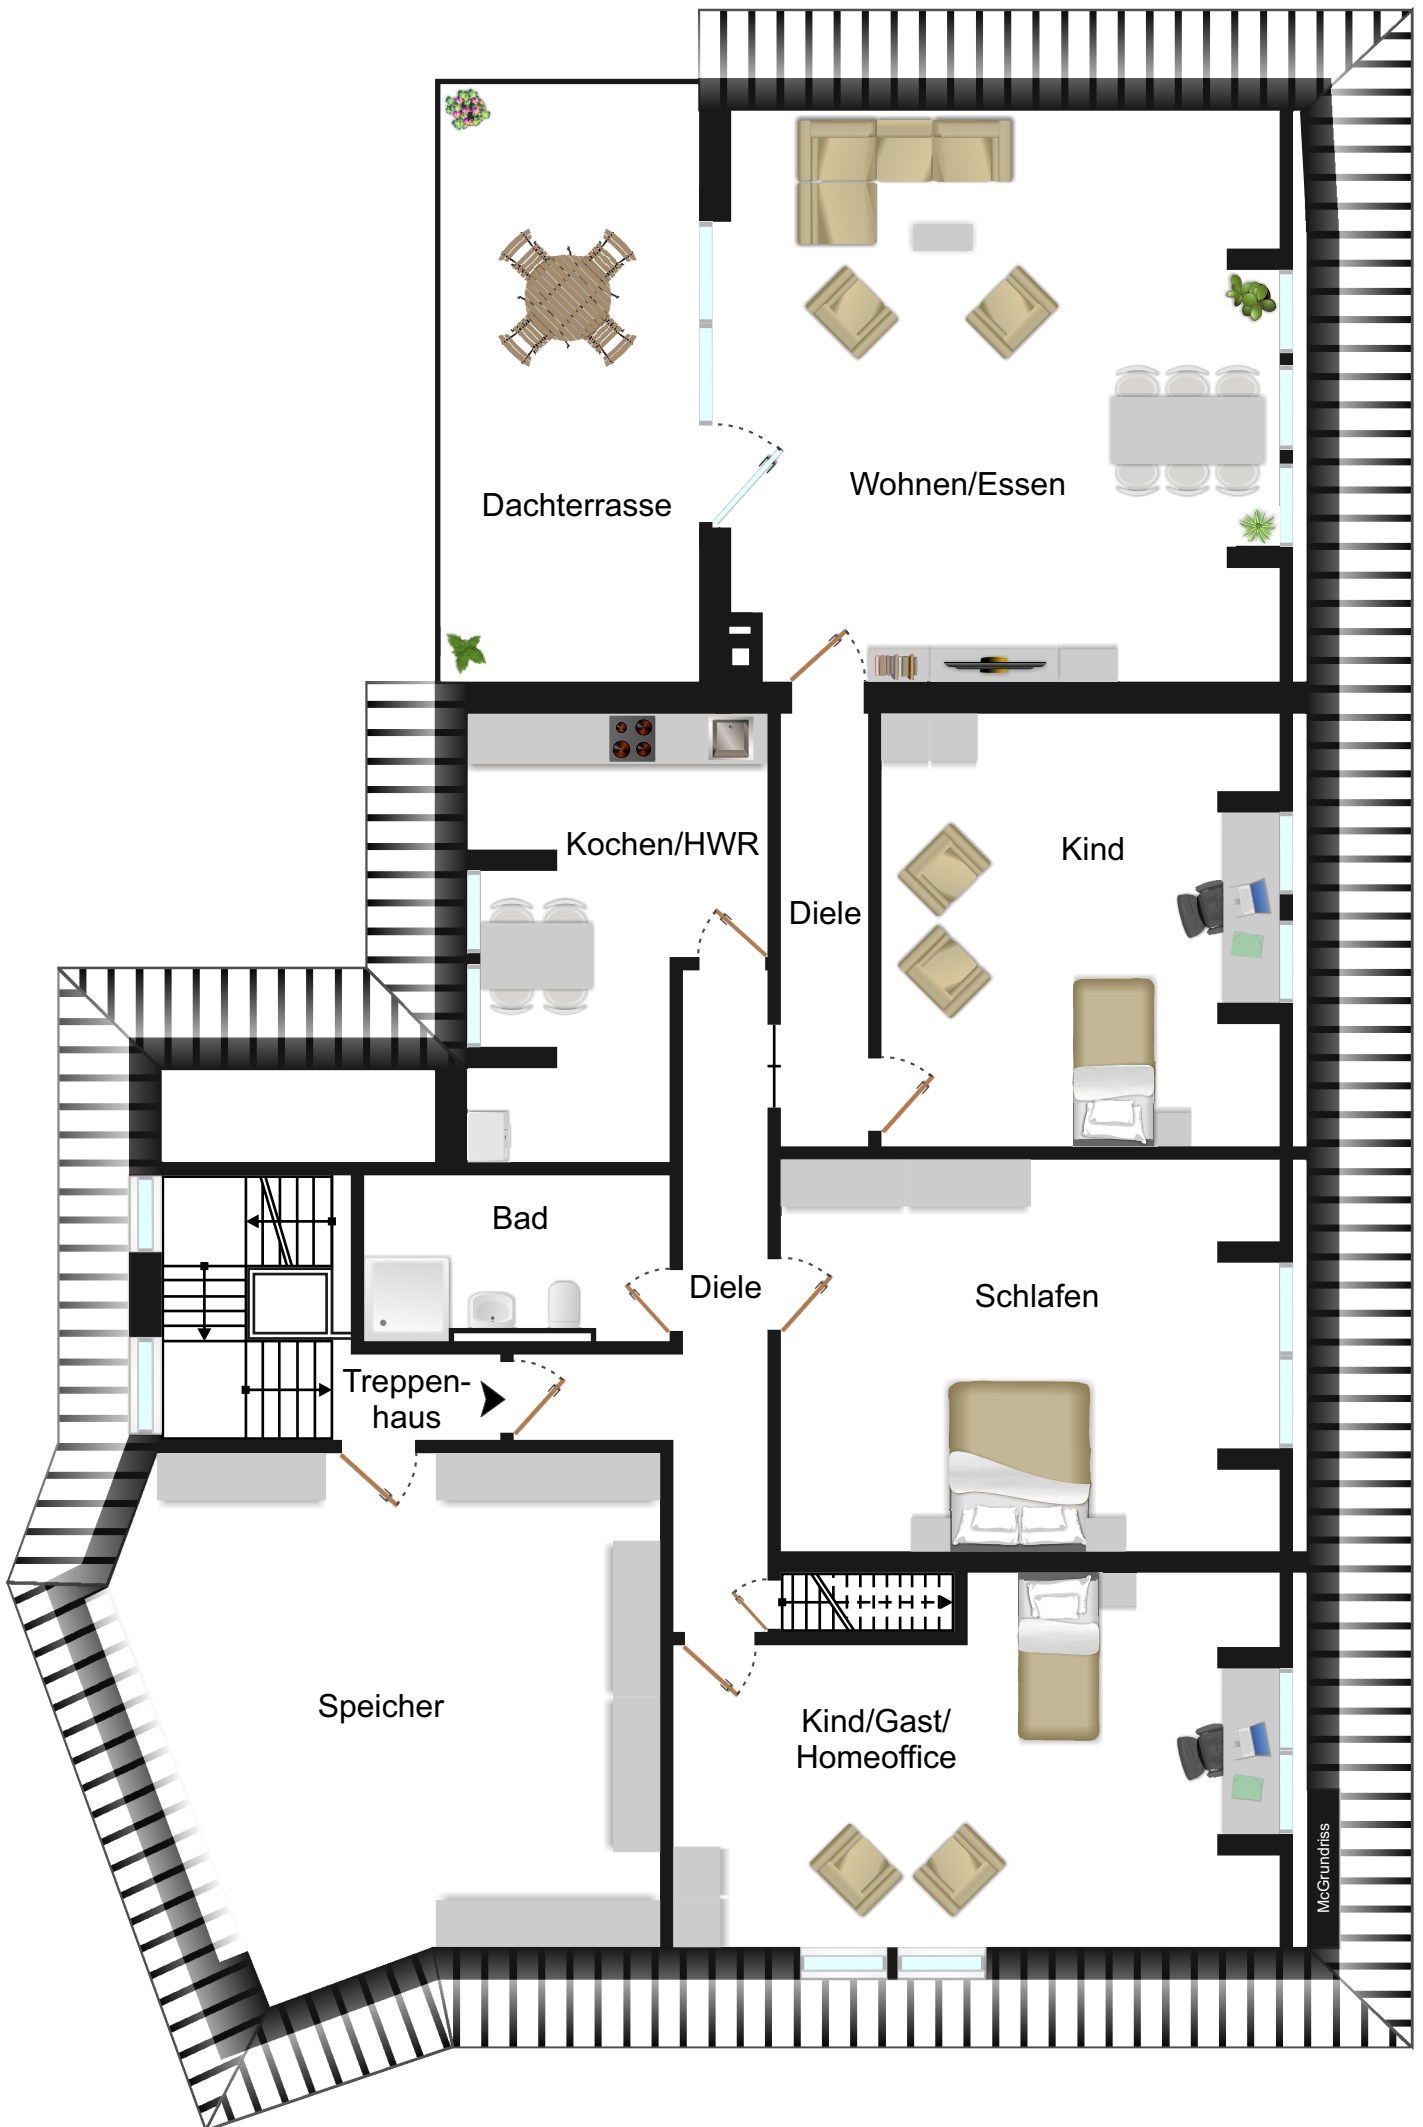 Dachterrasse
Wohnen/Essen
Kochen/HWR
Kind
Diele
Bad
Diele
Schlafen
Treppen-
haus
Speicher
Kind/Gast/
Homeoffice
McGrundriss